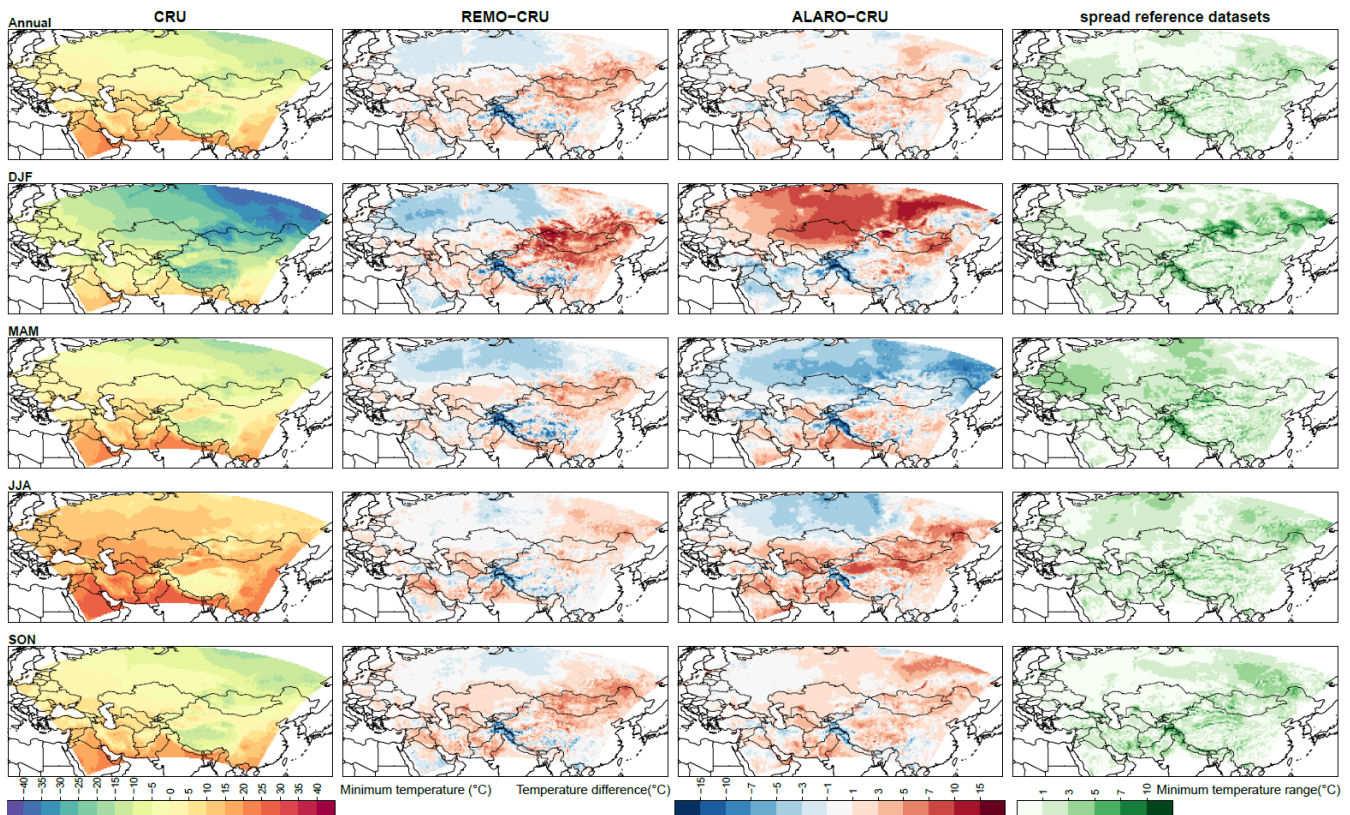 CRU REMO−CRU ALARO−CRU spread reference datasets
Annual
DJF
MAM
JJA
SON
Minimum temperature (°C) Temperature difference(°C) Minimum temperature range(°C)
−40 −35 −30 −25 −20 −15 −10 −5 0 5 10 15 20 25 30 35 40
−15 −10 −7 −5 −3 −1 1 3 5 7 10 15
1 3 5 7 10